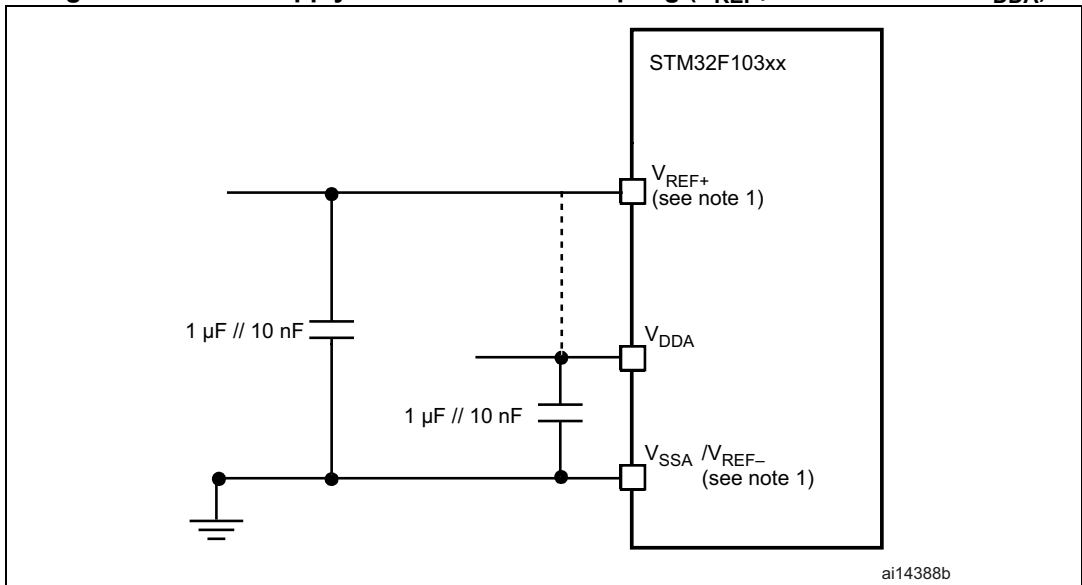 STM32F103xx
VREF+
(see note 1)
1 µF // 10 nF
VDDA
1 µF // 10 nF
VSSA /VREF–
(see note 1)
ai14388b